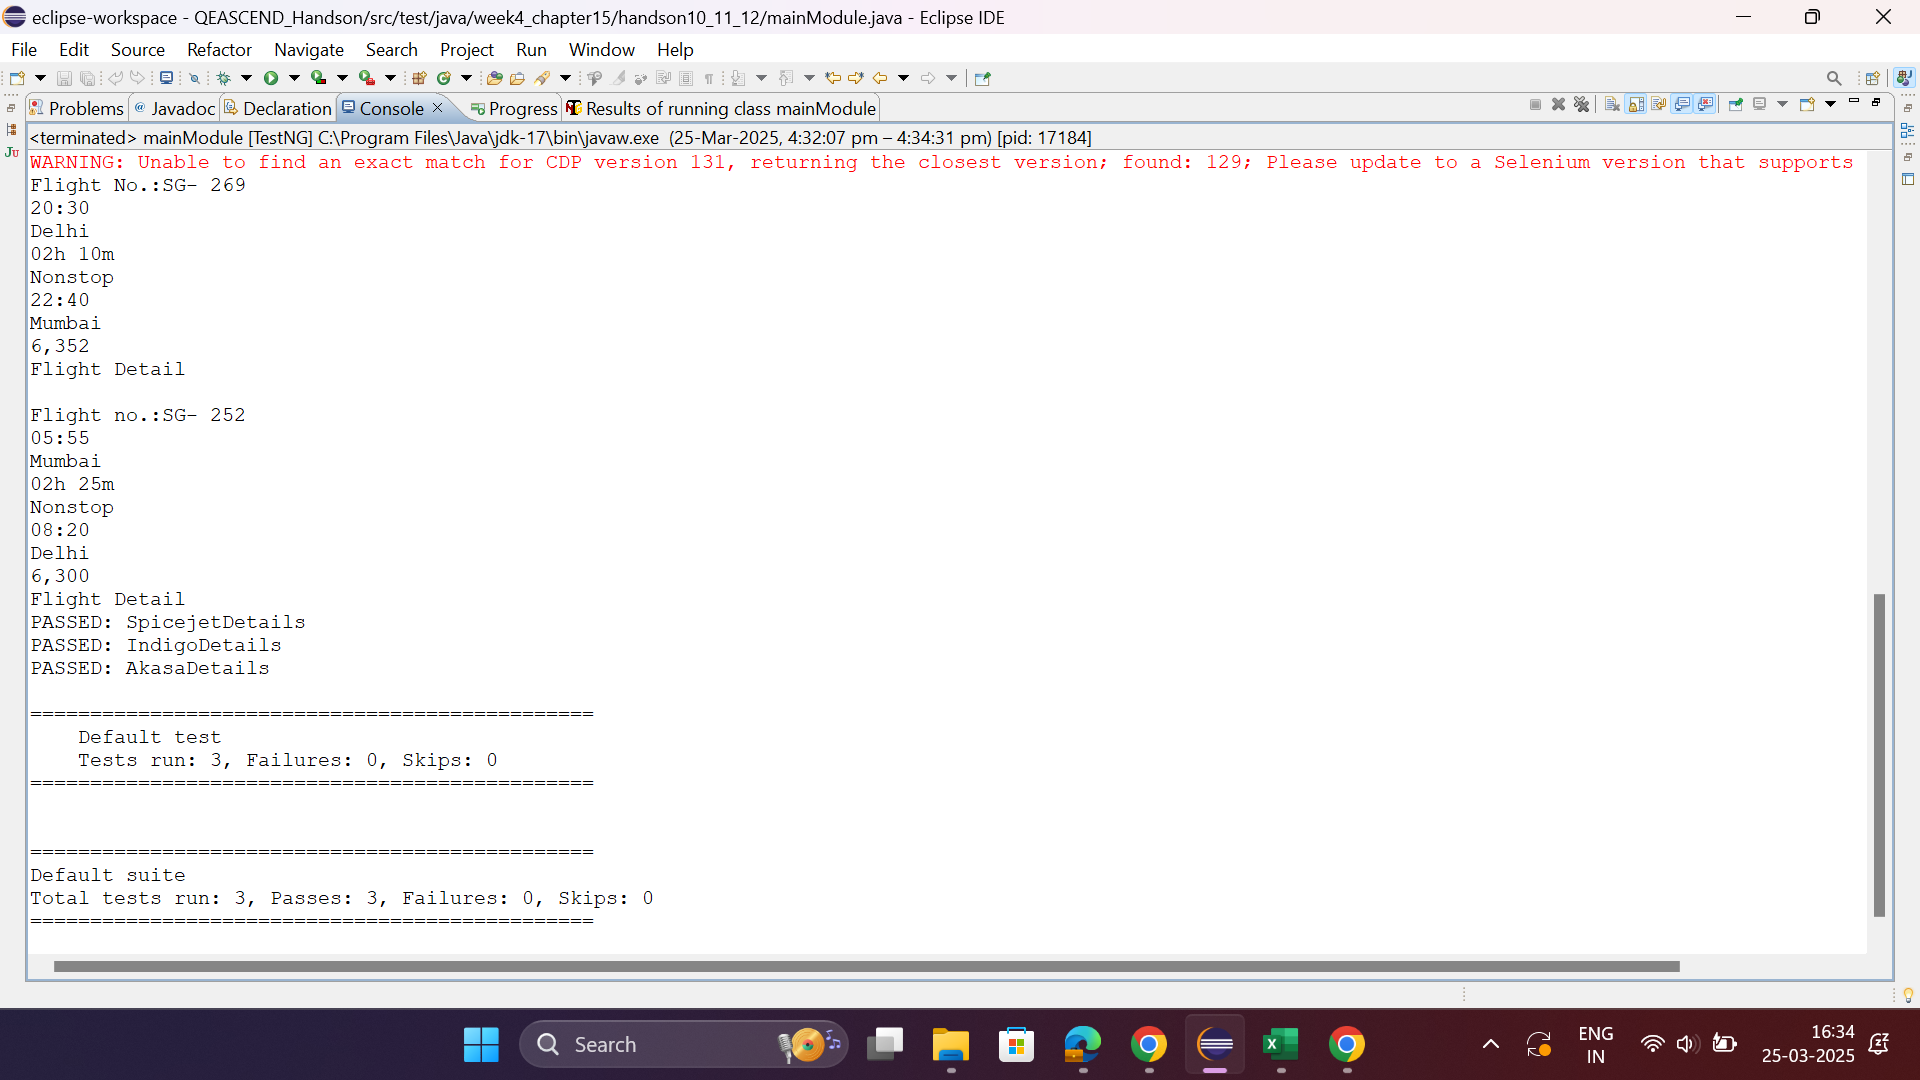 eclipse-workspace - QEASCEND_Handson/src/test/java/week4_chapter15/handson10_11_12/mainModule.java - Eclipse IDE
File Edit Source Refactor Navigate Search Project Run Window Help
Problems @ Javadoc Declaration Console Progress Results of running class mainModule
<terminated> mainModule [TestNG] C:\Program Files\Java\jdk-17\bin\javaw.exe (25-Mar-2025, 4:32:07 pm – 4:34:31 pm) [pid: 17184]
WARNING: Unable to find an exact match for CDP version 131, returning the closest version; found: 129; Please update to a Selenium version that supports
Flight No.:SG- 269
20:30
Delhi
02h 10m
Nonstop
22:40
Mumbai
6,352
Flight Detail
Flight no.:SG- 252
05:55
Mumbai
02h 25m
Nonstop
08:20
Delhi
6,300
Flight Detail
PASSED: SpicejetDetails
PASSED: IndigoDetails
PASSED: AkasaDetails
===============================================
Default test
Tests run: 3, Failures: 0, Skips: 0
===============================================
===============================================
Default suite
Total tests run: 3, Passes: 3, Failures: 0, Skips: 0
===============================================
Search
ENG
IN
16:34
25-03-2025